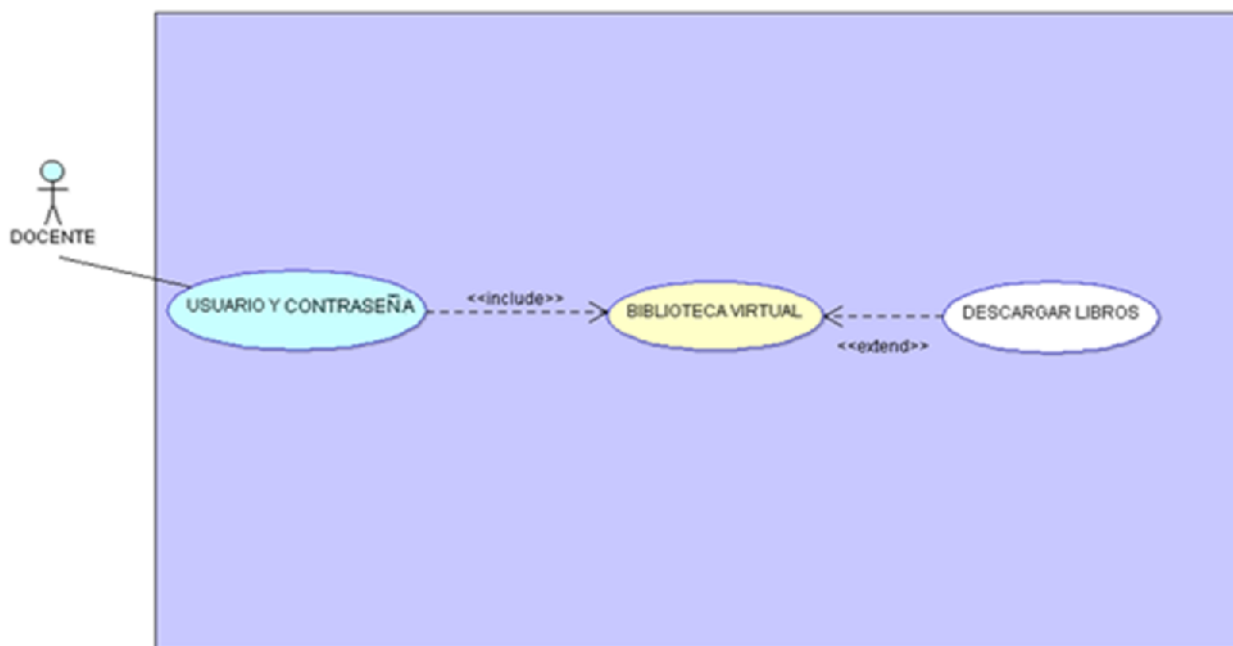 DOCENTE
USUARIO Y CONTRASEÑA
<<include>>
BIBLIOTECA VIRTUAL
<<extend>>
DESCARGAR LIBROS